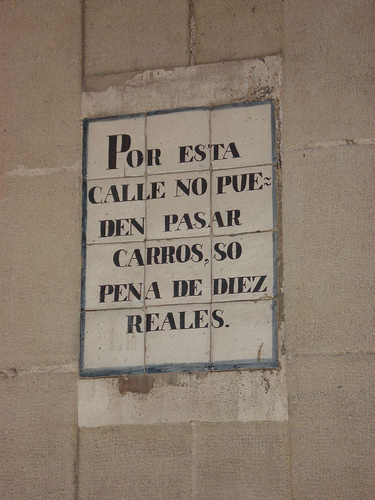 POR ESTA
CALLE NO PUE=
DEN PASAR
CARROS, SO
PENA DE DIEZ
REALES.